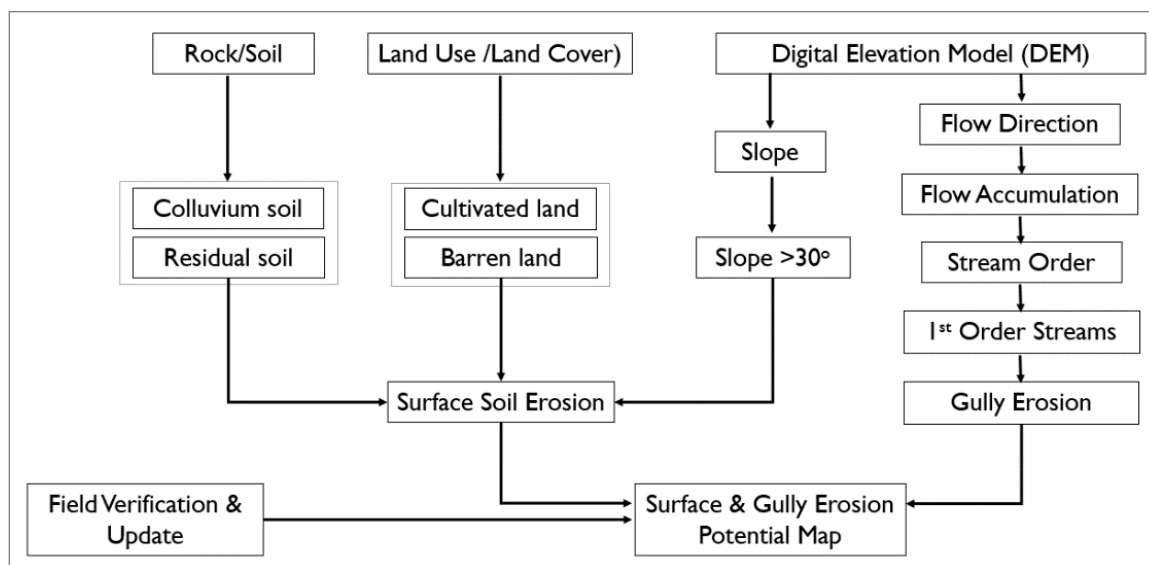 Rock/Soil
Land Use /Land Cover)
Digital Elevation Model (DEM)
Flow Direction
Slope
Flow Accumulation
Colluvium soil
Cultivated land
Residual soil
Barren land
Slope >30°
Stream Order
1st Order Streams
Surface Soil Erosion
Gully Erosion
Field Verification &
Update
Surface & Gully Erosion
Potential Map